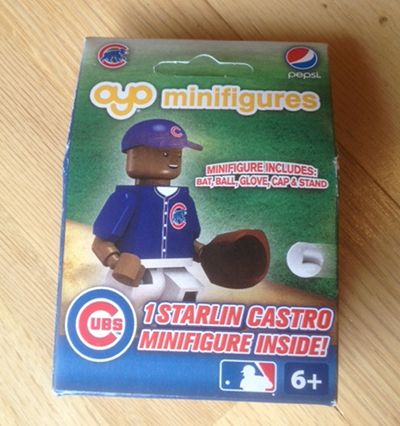 pepsi
oyo minifigures
MINIFIGURE INCLUDES:
BAT, BALL, GLOVE, CAP & STAND
C
C
CUBS
1 STARLIN CASTRO
MINIFIGURE INSIDE!
6+